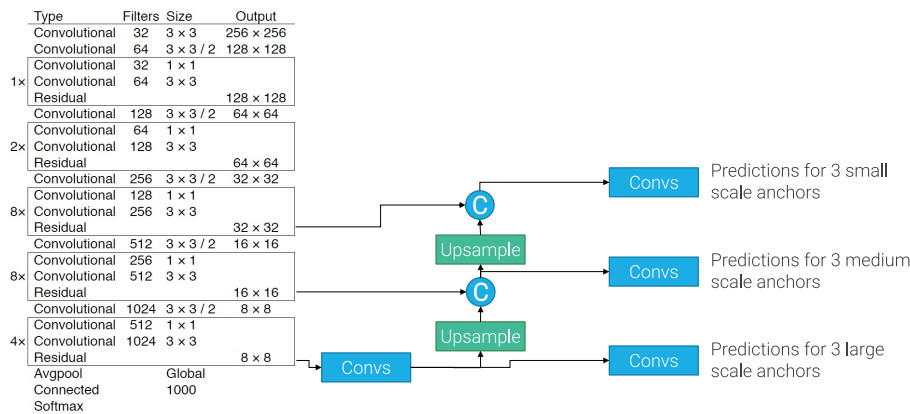 Type Filters Size Output
Convolutional 32 3 × 3 256 × 256
Convolutional 64 3 × 3 / 2 128 × 128
Convolutional 32 1 × 1
1× Convolutional 64 3 × 3
Residual 128 × 128
Convolutional 128 3 × 3 / 2 64 × 64
Convolutional 64 1 × 1
2× Convolutional 128 3 × 3
Residual 64 × 64
Convolutional 256 3 × 3 / 2 32 × 32
Convolutional 128 1 × 1
8× Convolutional 256 3 × 3
Residual 32 × 32
Convolutional 512 3 × 3 / 2 16 × 16
Convolutional 256 1 × 1
8× Convolutional 512 3 × 3
Residual 16 × 16
Convolutional 1024 3 × 3 / 2 8 × 8
Convolutional 512 1 × 1
4× Convolutional 1024 3 × 3
Residual 8 × 8
Avgpool Global
Connected 1000
Softmax
Convs
Upsample
C
Upsample
C
Convs
Predictions for 3 small
scale anchors
Convs
Predictions for 3 medium
scale anchors
Convs
Predictions for 3 large
scale anchors